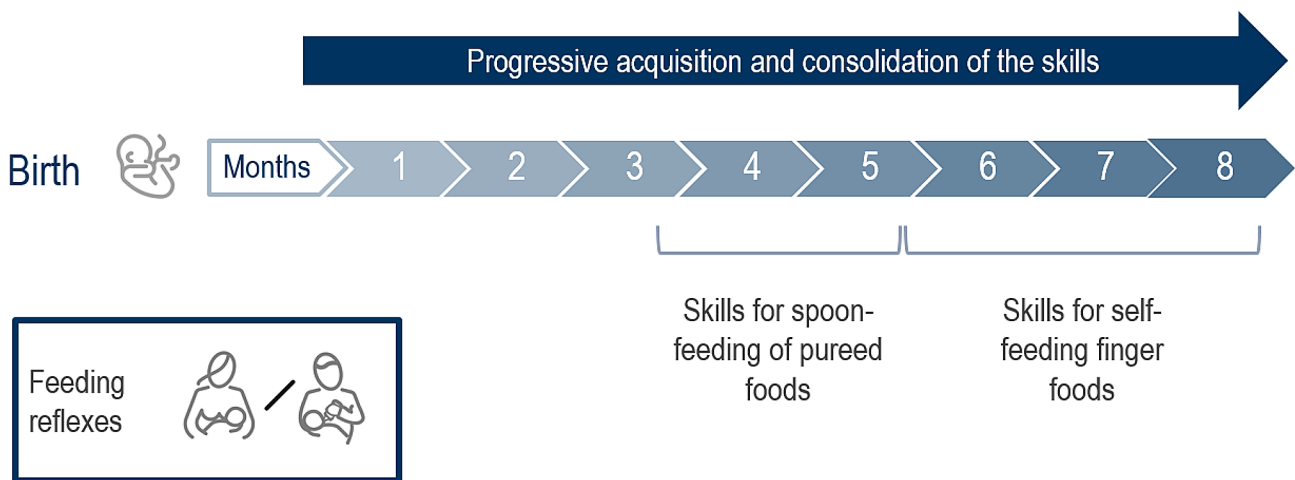 Progressive acquisition and consolidation of the skills
Birth
Months 1 2 3 4 5 6 7 8
Skills for spoon-
feeding of pureed
foods
Skills for self-
feeding finger
foods
Feeding
reflexes